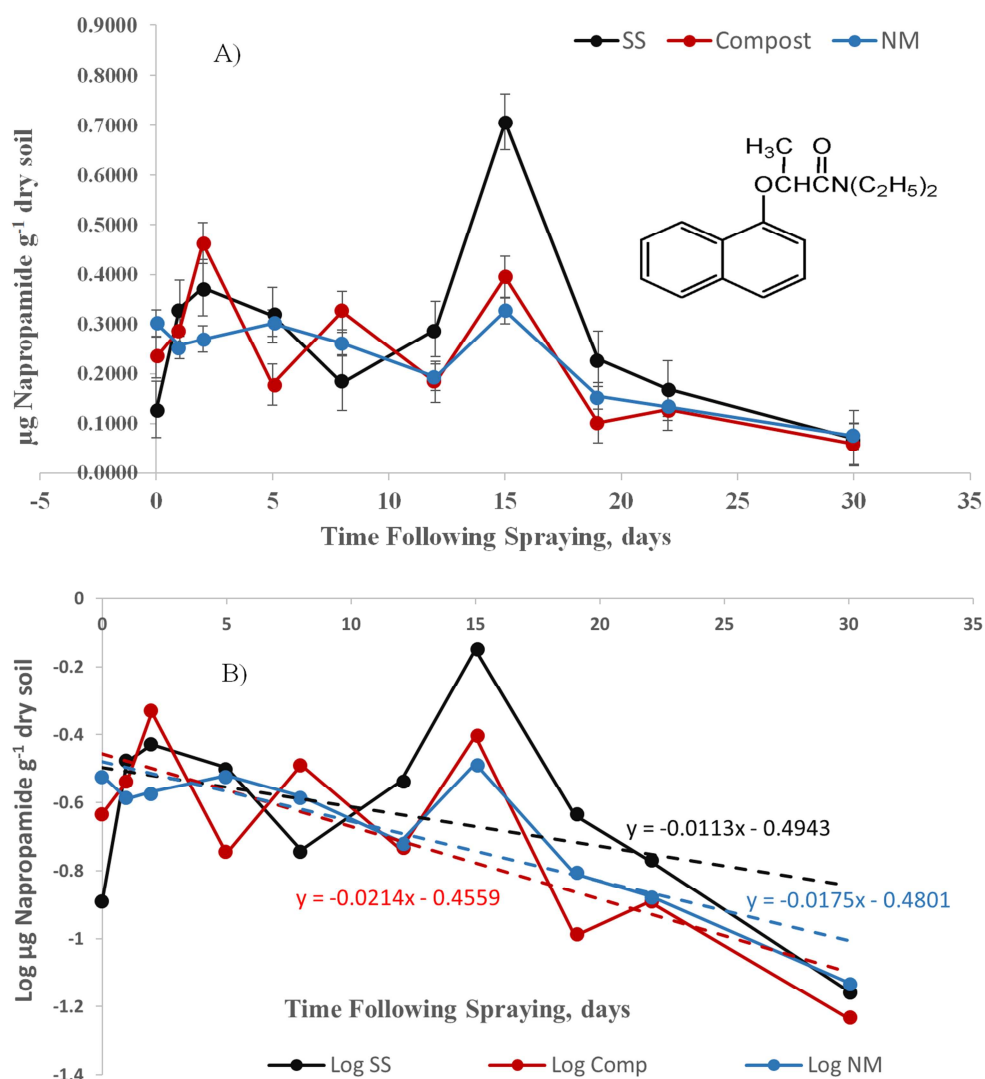 A)
SS Compost NM
0.9000
0.8000
0.7000
0.6000
0.5000
0.4000
0.3000
0.2000
0.1000
0.0000
µg Napropamide g⁻¹ dry soil
H₃C O
OCHCN(C₂H₅)₂
-5 0 5 10 15 20 25 30 35
Time Following Spraying, days
0
0 5 10 15 20 25 30 35
B)
-0.2
-0.4
-0.6
-0.8
-1
-1.2
-1.4
Log µg Napropamide g⁻¹ dry soil
y = -0.0113x - 0.4943
y = -0.0214x - 0.4559
y = -0.0175x - 0.4801
Time Following Spraying, days
Log SS Log Comp Log NM